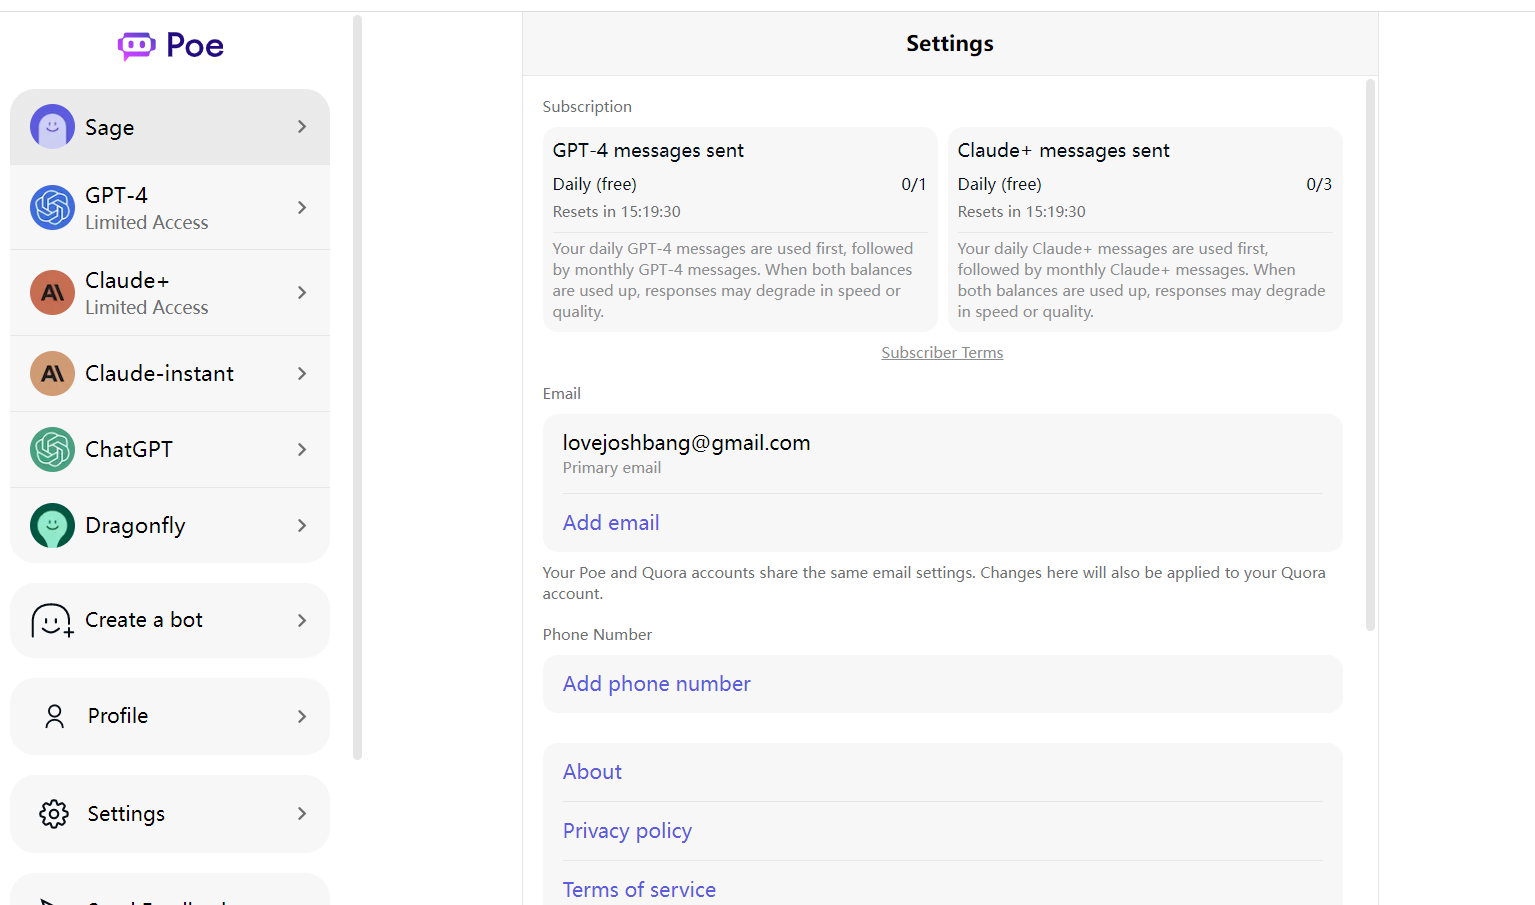 Poe
Sage
GPT-4
Limited Access
Claude+
Limited Access
Claude-instant
ChatGPT
Dragonfly
Create a bot
Profile
Settings
Settings
Subscription
GPT-4 messages sent
Daily (free) 0/1
Resets in 15:19:30
Your daily GPT-4 messages are used first, followed
by monthly GPT-4 messages. When both balances
are used up, responses may degrade in speed or
quality.
Claude+ messages sent
Daily (free) 0/3
Resets in 15:19:30
Your daily Claude+ messages are used first,
followed by monthly Claude+ messages. When
both balances are used up, responses may degrade
in speed or quality.
Subscriber Terms
Email
lovejoshbang@gmail.com
Primary email
Add email
Your Poe and Quora accounts share the same email settings. Changes here will also be applied to your Quora
account.
Phone Number
Add phone number
About
Privacy policy
Terms of service